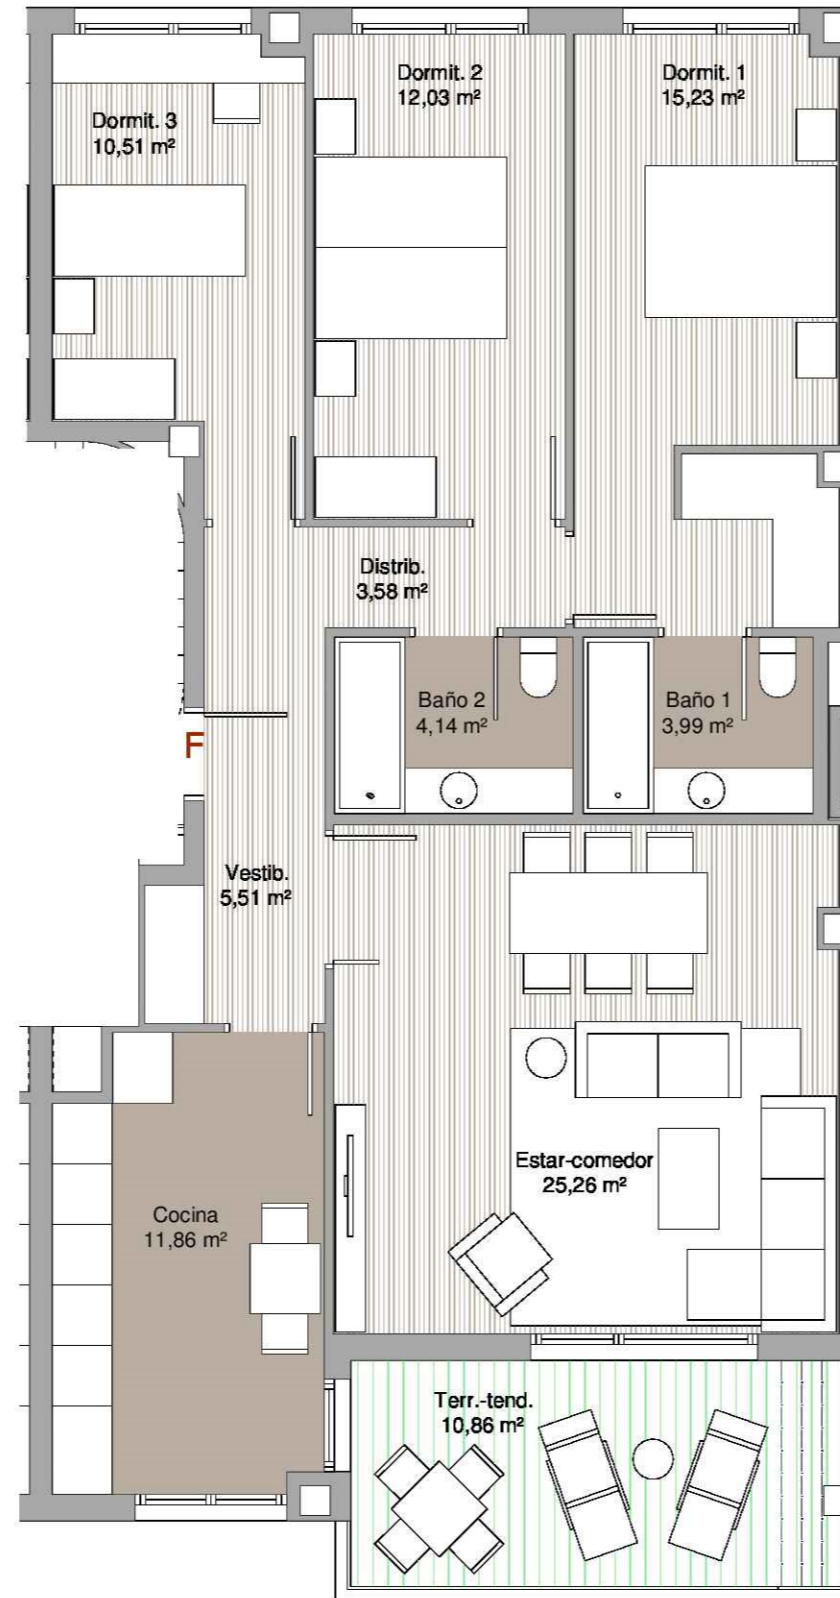 Dormit. 2
12,03 m²
Dormit. 1
15,23 m²
Dormit. 3
10,51 m²
Distrib.
3,58 m²
Baño 2
4,14 m²
Baño 1
3,99 m²
F
Vestib.
5,51 m²
Estar-comedor
25,26 m²
Cocina
11,86 m²
Terr.-tend.
10,86 m²